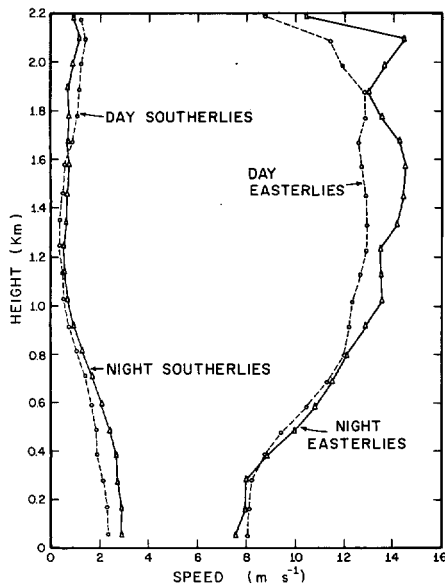 2.2
2.0
1.8
1.6
1.4
1.2
1.0
0.8
0.6
0.4
0.2
0
HEIGHT (Km)
DAY SOUTHERLIES
DAY
EASTERLIES
NIGHT SOUTHERLIES
NIGHT
EASTERLIES
0 2 4 6 8 10 12 14 16
SPEED (m s⁻¹)